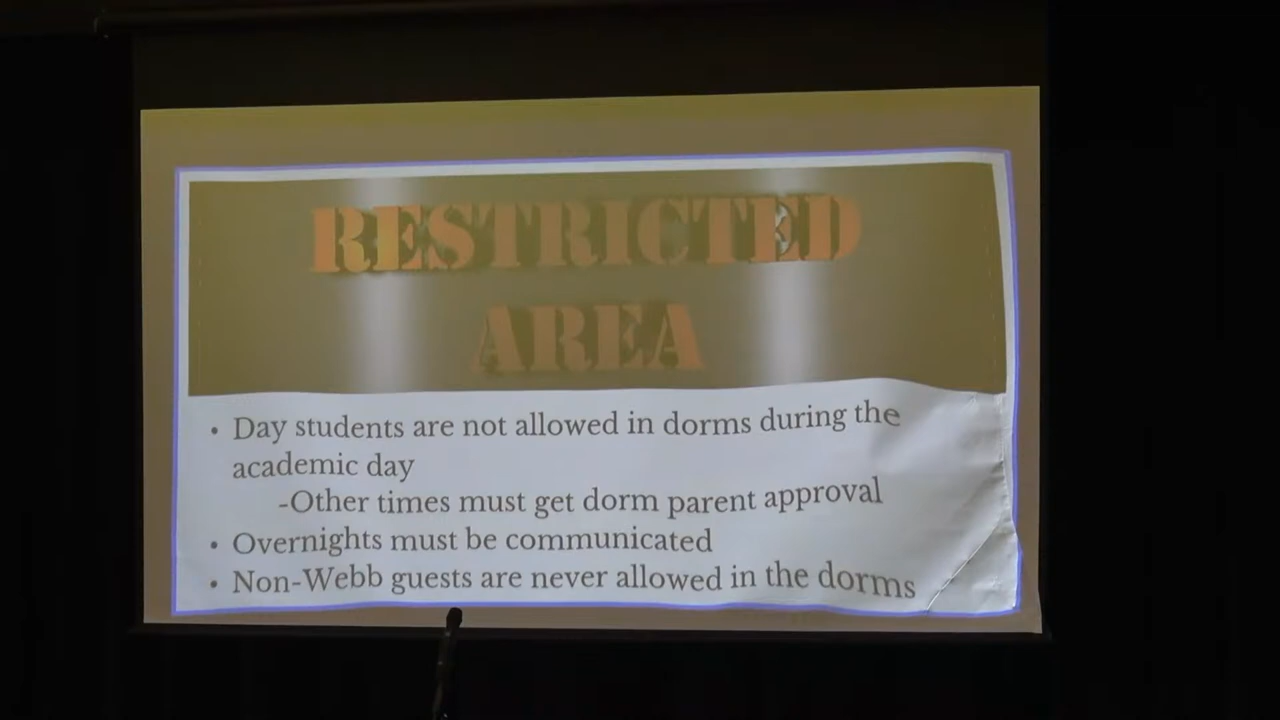 RESTRICTED
AREA
• Day students are not allowed in dorms during the
academic day
-Other times must get dorm parent approval
• Overnights must be communicated
• Non-Webb guests are never allowed in the dorms